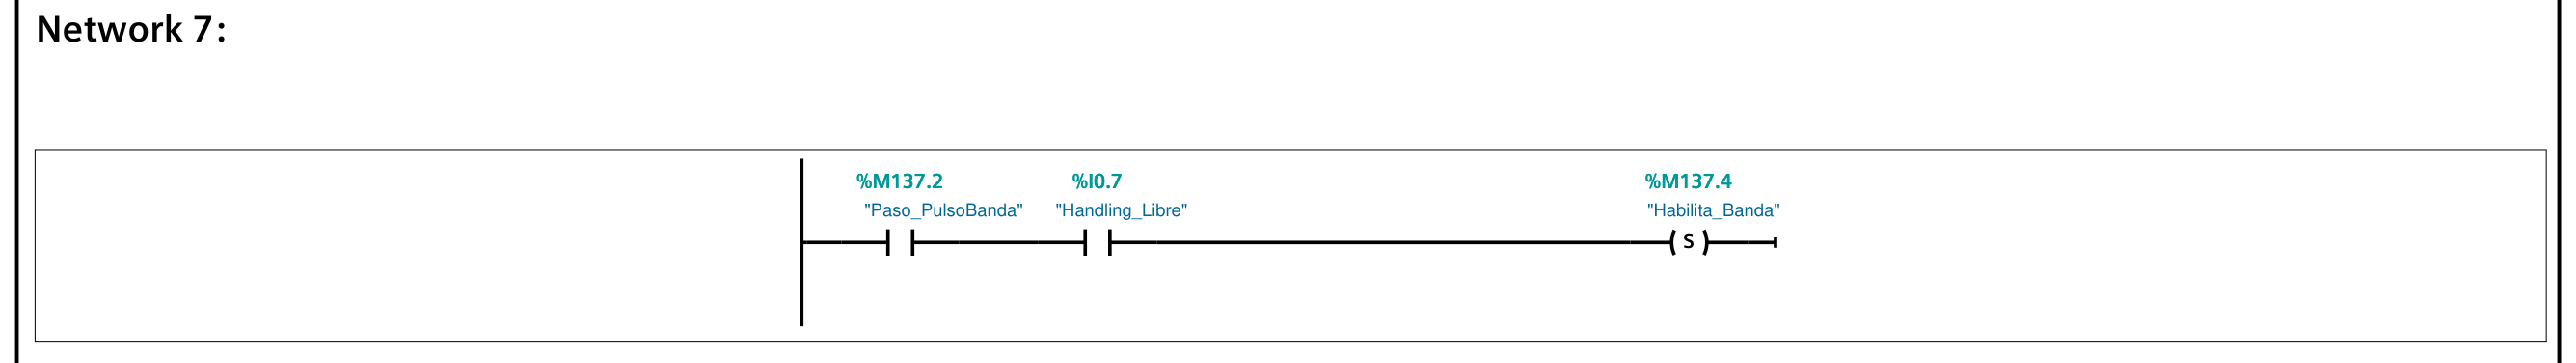 Network 7:
%M137.2 %I0.7 %M137.4
"Paso_PulsoBanda" "Handling_Libre" "Habilita_Banda"
S